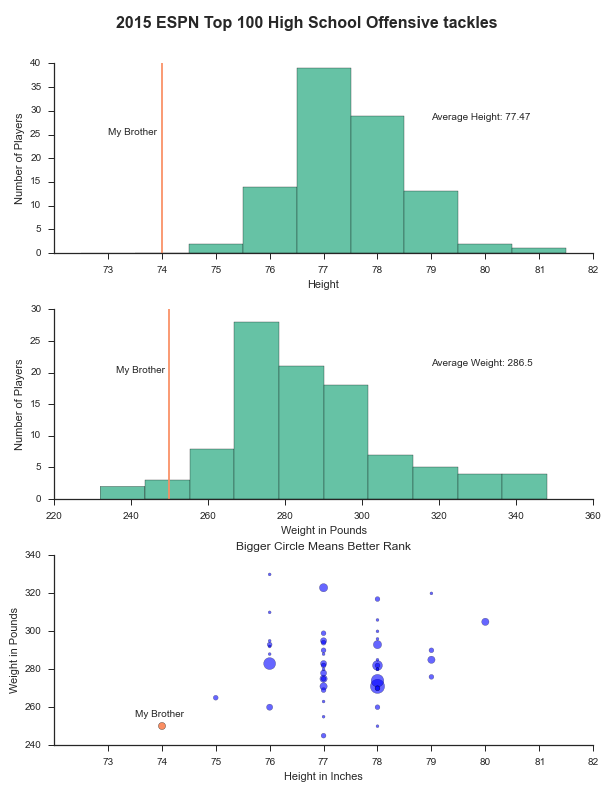 2015 ESPN Top 100 High School Offensive tackles
40
35
30
25
20
15
10
5
0
Number of Players
My Brother
Average Height: 77.47
73 74 75 76 77 78 79 80 81 82
Height
30
25
20
15
10
5
0
Number of Players
My Brother
Average Weight: 286.5
220 240 260 280 300 320 340 360
Weight in Pounds
Bigger Circle Means Better Rank
340
320
300
280
260
240
Weight in Pounds
My Brother
73 74 75 76 77 78 79 80 81 82
Height in Inches